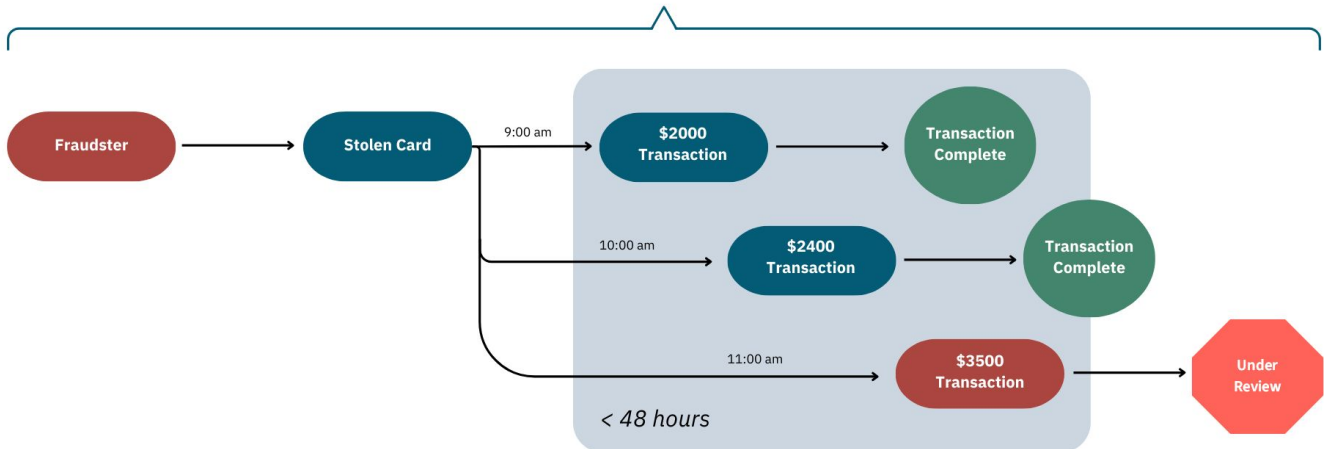 Fraudster
Stolen Card
9:00 am
$2000
Transaction
Transaction
Complete
10:00 am
$2400
Transaction
Transaction
Complete
11:00 am
$3500
Transaction
Under
Review
< 48 hours